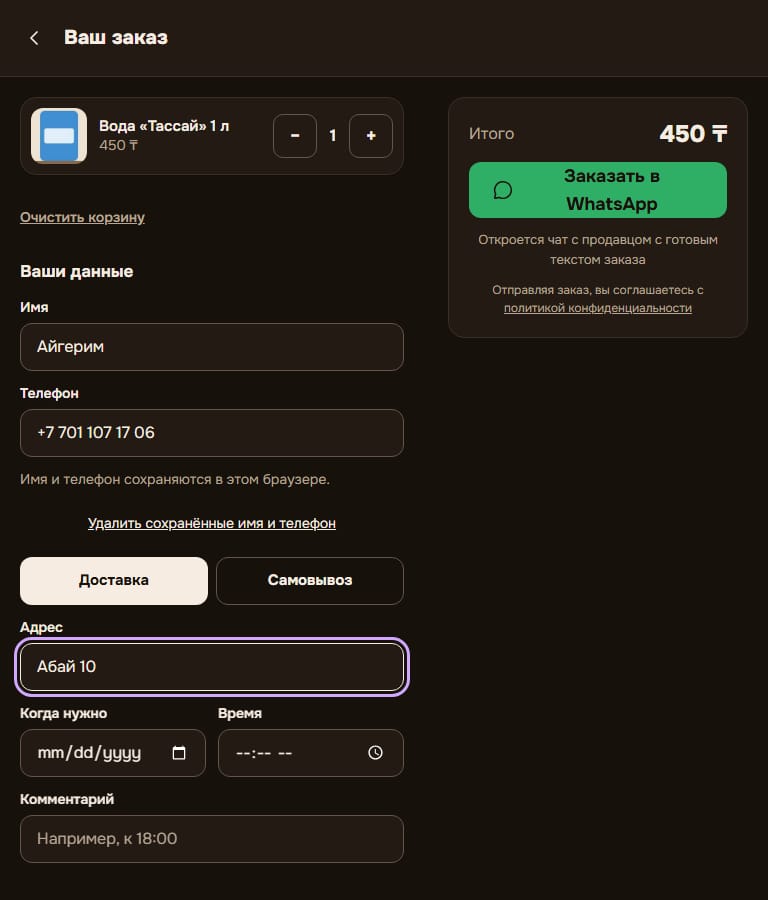 Ваш заказ
Вода «Тассай» 1 л
450 ₸
− 1 +
Очистить корзину
Итого 450 ₸
Заказать в
WhatsApp
Откроется чат с продавцом с готовым
текстом заказа
Отправляя заказ, вы соглашаетесь с
политикой конфиденциальности
Ваши данные
Имя
Айгерим
Телефон
+7 701 107 17 06
Имя и телефон сохраняются в этом браузере.
Удалить сохранённые имя и телефон
Доставка Самовывоз
Адрес
Абай 10
Когда нужно Время
mm/dd/yyyy --:-- --
Комментарий
Например, к 18:00